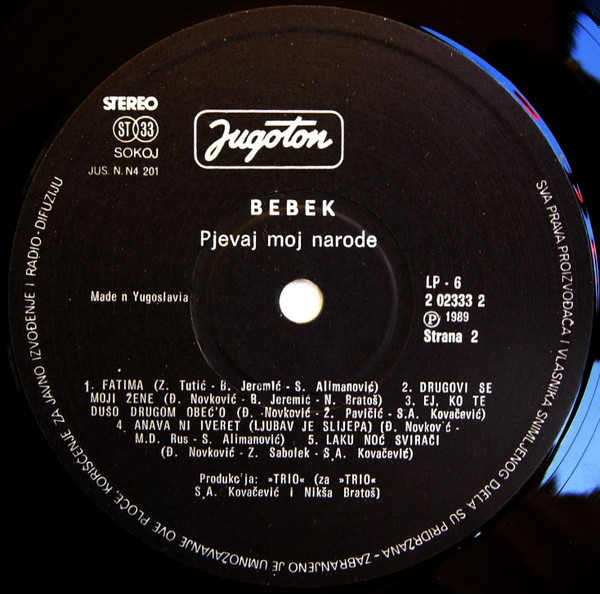 STEREO
ST 33
SOKOJ
JUS. N. N4 201
Jugoton
BEBEK
Pjevaj moj narode
Made n Yugoslavia
LP - 6
2 02333 2
Ⓟ 1989
Strana 2
1. FATIMA (Z. Tutić - B. Jeremić - S. Alimanović) 2. DRUGOVI SE
MOJI ŽENE (Đ. Novković - B. Jeremić - N. Bratoš) 3. EJ, KO TE
DUŠO DRUGOM OBEĆ'O (Đ. Novković - Ž. Pavičić - S.A. Kovačević)
4. ANAVA NI IVERET (LJUBAV JE SLIJEPA) (Đ. Novković -
M.D. Rus - S. Alimanović) 5. LAKU NOĆ SVIRAČI
(Đ. Novković - Z. Sabolek - S.A. Kovačević)
Produkc'ja: »TRIO« (za »TRIO«
S.A. Kovačević i Nikša Bratoš)
SVA PRAVA PROIZVOĐAČA I VLASNIKA SNIMLJENOG DJELA SU PRIDRŽANA - ZABRANJENO JE UMNOŽAVANJE OVE PLOČE, KORIŠĆENJE ZA JAVNO IZVOĐENJE I RADIO-DIFUZIJU